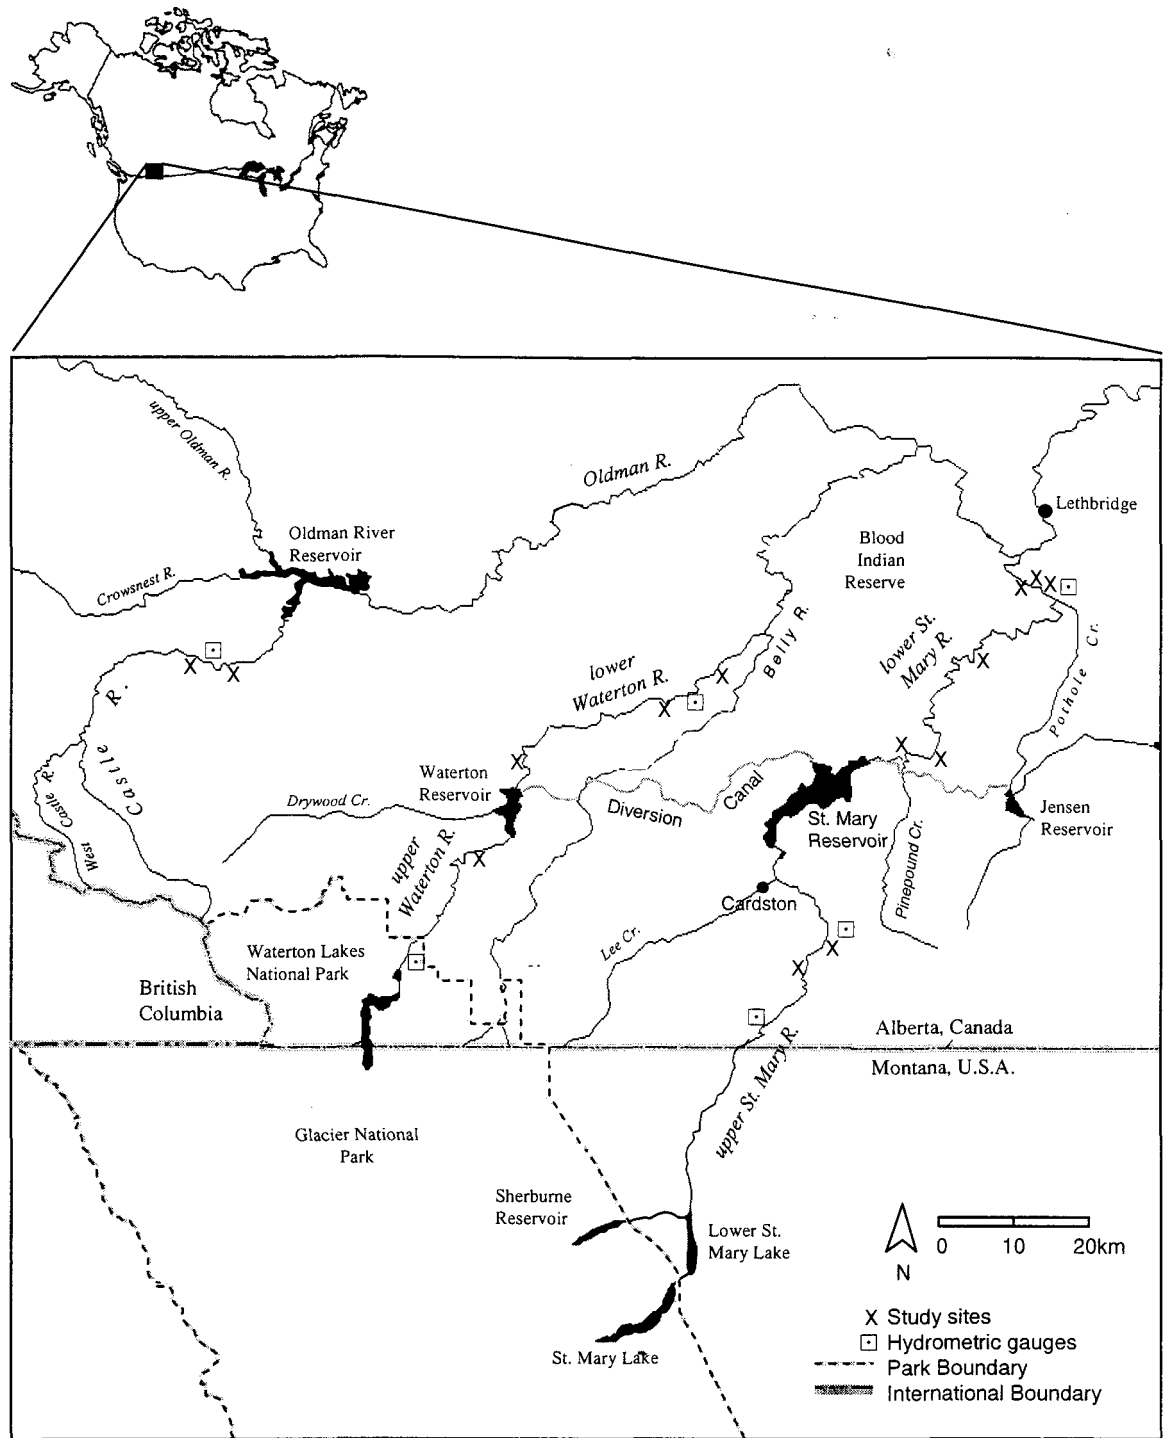 upper Oldman R.
Oldman R.
Lethbridge
Oldman River
Reservoir
Blood
Indian
Reserve
Crowsnest R.
Belly R.
lower St.
Mary R.
Pothole Cr.
lower
Waterton R.
Castle R.
West Castle R.
Waterton
Reservoir
Drywood Cr.
Diversion
Canal
St. Mary
Reservoir
Jensen
Reservoir
upper
Waterton R.
Pinepound Cr.
Cardston
Lee Cr.
Waterton Lakes
National Park
British
Columbia
Alberta, Canada
Montana, U.S.A.
upper St. Mary R.
Glacier National
Park
Sherburne
Reservoir
Lower St.
Mary Lake
N
0 10 20km
X Study sites
Hydrometric gauges
Park Boundary
International Boundary
St. Mary Lake